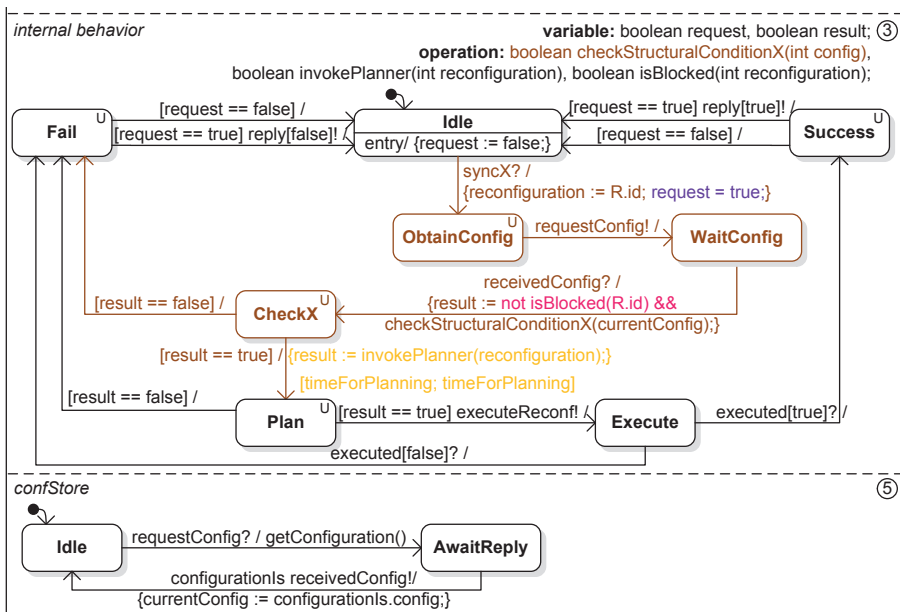 internal behavior
variable: boolean request, boolean result; ③
operation: boolean checkStructuralConditionX(int config),
boolean invokePlanner(int reconfiguration), boolean isBlocked(int reconfiguration);
[request == false] /
[request == true] reply[true]! /
Fail U
Idle
Success U
[request == true] reply[false]! /
entry/ {request := false;}
[request == false] /
syncX? /
{reconfiguration := R.id; request = true;}
ObtainConfig U
requestConfig! /
WaitConfig
receivedConfig? /
[result == false] /
CheckX U
{result := not isBlocked(R.id) &&
checkStructuralConditionX(currentConfig);}
[result == true] / {result := invokePlanner(reconfiguration);}
[timeForPlanning; timeForPlanning]
[result == false] /
Plan U
[result == true] executeReconf! /
Execute
executed[true]? /
executed[false]? /
confStore
⑤
Idle
requestConfig? / getConfiguration()
AwaitReply
configurationIs receivedConfig!/
{currentConfig := configurationIs.config;}